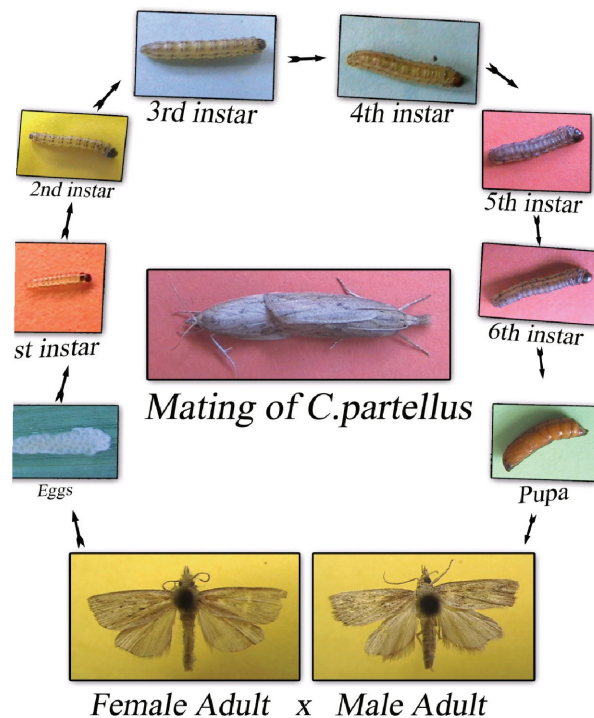 3rd instar
4th instar
2nd instar
5th instar
st instar
6th instar
Mating of C.partellus
Eggs
Pupa
Female Adult x Male Adult